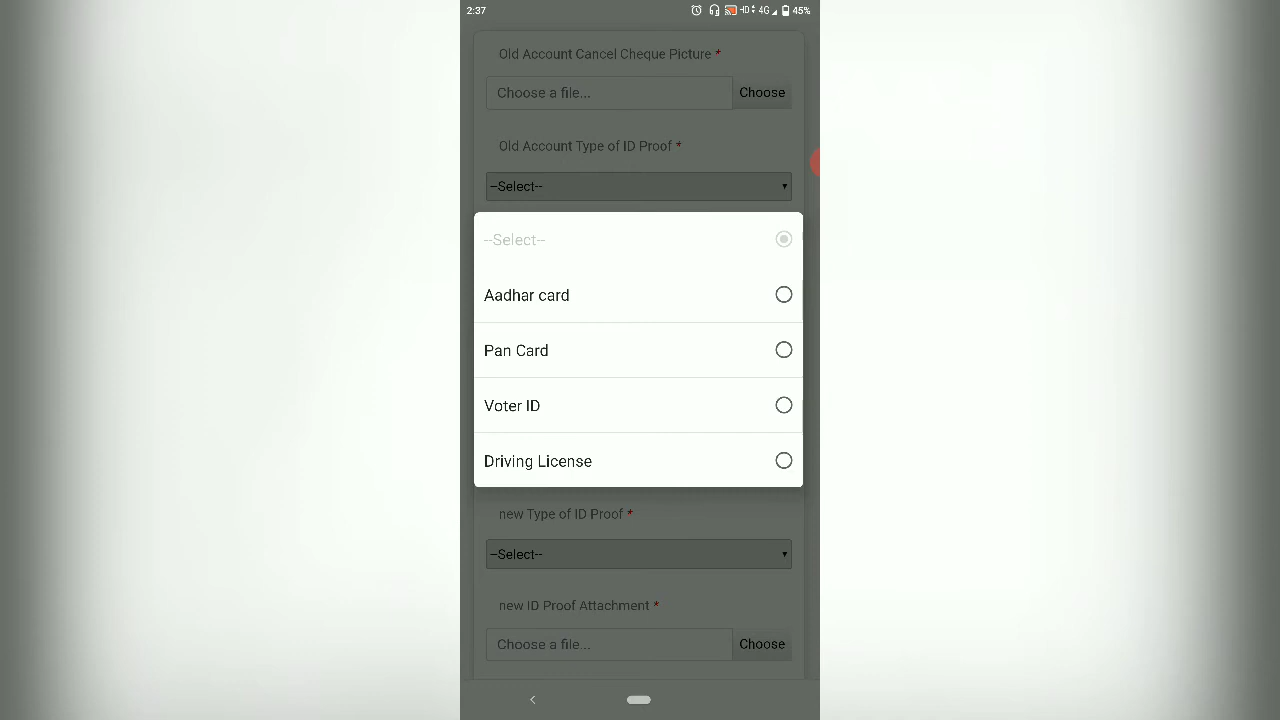 2:37
HD 4G 45%
Old Account Cancel Cheque Picture *
Choose a file... Choose
Old Account Type of ID Proof *
--Select--
--Select--
Aadhar card
Pan Card
Voter ID
Driving License
new Type of ID Proof *
--Select--
new ID Proof Attachment *
Choose a file... Choose